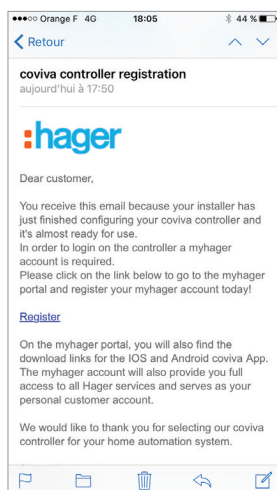 Orange F 4G 18:05 44 %
Retour
coviva controller registration
aujourd'hui à 17:50
:hager
Dear customer,
You receive this email because your installer has
just finished configuring your coviva controller and
it's almost ready for use.
In order to login on the controller a myhager
account is required.
Please click on the link below to go to the myhager
portal and register your myhager account today!
Register
On the myhager portal, you will also find the
download links for the IOS and Android coviva App.
The myhager account will also provide you full
access to all Hager services and serves as your
personal customer account.
We would like to thank you for selecting our coviva
controller for your home automation system.